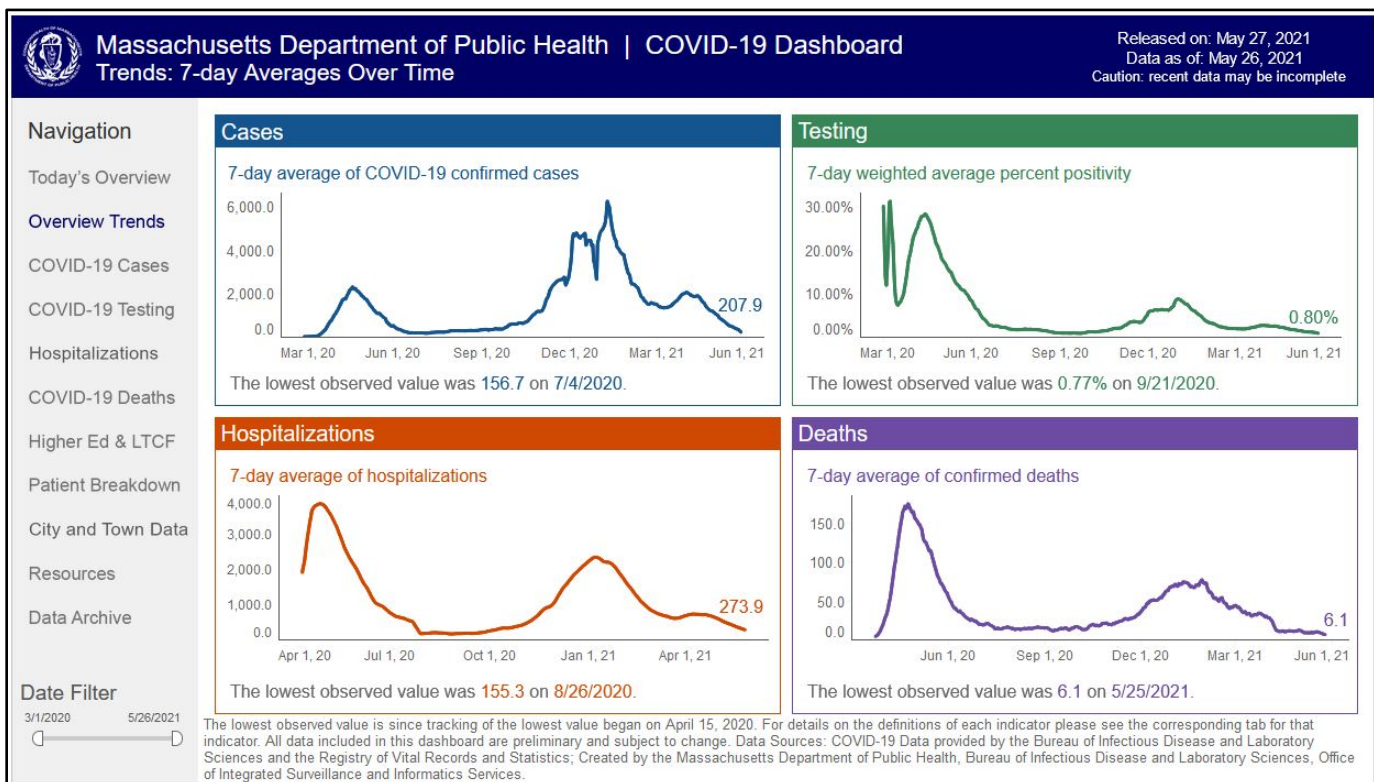 Massachusetts Department of Public Health | COVID-19 Dashboard
Trends: 7-day Averages Over Time
Released on: May 27, 2021
Data as of: May 26, 2021
Caution: recent data may be incomplete
Navigation
Today's Overview
Overview Trends
COVID-19 Cases
COVID-19 Testing
Hospitalizations
COVID-19 Deaths
Higher Ed & LTCF
Patient Breakdown
City and Town Data
Resources
Data Archive
Date Filter
3/1/2020 5/26/2021
Cases
7-day average of COVID-19 confirmed cases
6,000.0
4,000.0
2,000.0
0.0
207.9
Mar 1, 20 Jun 1, 20 Sep 1, 20 Dec 1, 20 Mar 1, 21 Jun 1, 21
The lowest observed value was 156.7 on 7/4/2020.
Testing
7-day weighted average percent positivity
30.00%
20.00%
10.00%
0.00%
0.80%
Mar 1, 20 Jun 1, 20 Sep 1, 20 Dec 1, 20 Mar 1, 21 Jun 1, 21
The lowest observed value was 0.77% on 9/21/2020.
Hospitalizations
7-day average of hospitalizations
4,000.0
3,000.0
2,000.0
1,000.0
0.0
273.9
Apr 1, 20 Jul 1, 20 Oct 1, 20 Jan 1, 21 Apr 1, 21
The lowest observed value was 155.3 on 8/26/2020.
Deaths
7-day average of confirmed deaths
150.0
100.0
50.0
0.0
6.1
Jun 1, 20 Sep 1, 20 Dec 1, 20 Mar 1, 21 Jun 1, 21
The lowest observed value was 6.1 on 5/25/2021.
The lowest observed value is since tracking of the lowest value began on April 15, 2020. For details on the definitions of each indicator please see the corresponding tab for that
indicator. All data included in this dashboard are preliminary and subject to change. Data Sources: COVID-19 Data provided by the Bureau of Infectious Disease and Laboratory
Sciences and the Registry of Vital Records and Statistics; Created by the Massachusetts Department of Public Health, Bureau of Infectious Disease and Laboratory Sciences, Office
of Integrated Surveillance and Informatics Services.